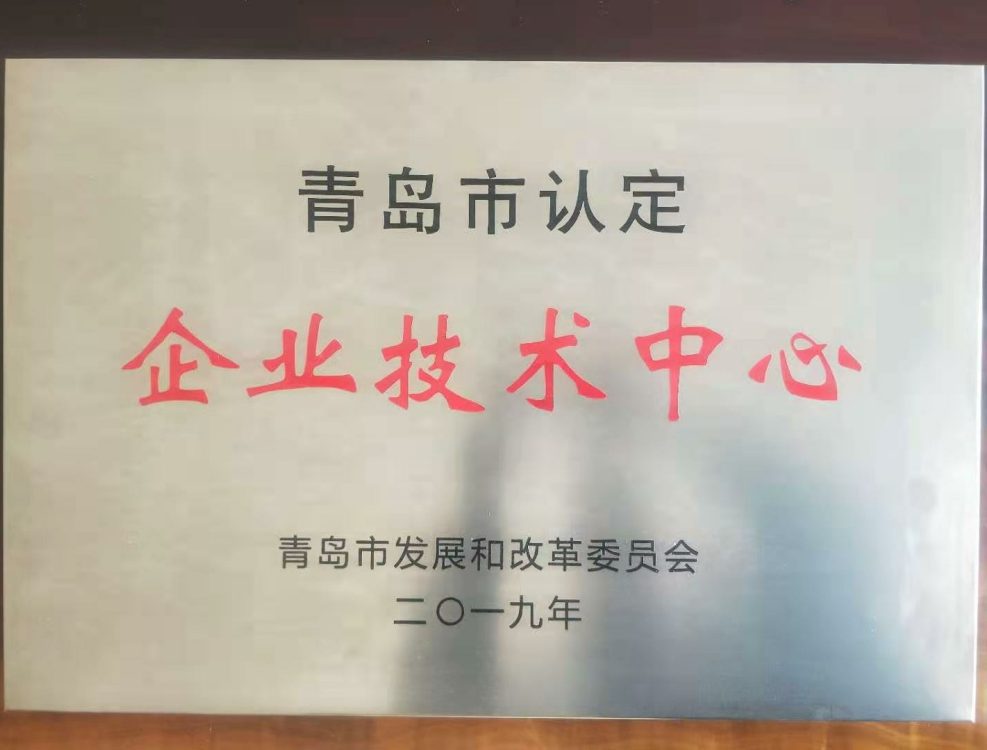 青岛市认定
企业技术中心
青岛市发展和改革委员会
二〇一九年